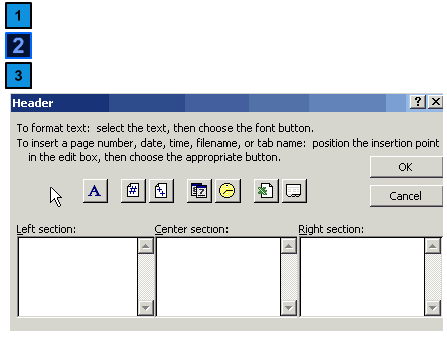 1
2
3
Header
To format text: select the text, then choose the font button.
To insert a page number, date, time, filename, or tab name: position the insertion point
in the edit box, then choose the appropriate button.
OK
A # 7
Cancel
Left section: Center section: Right section: